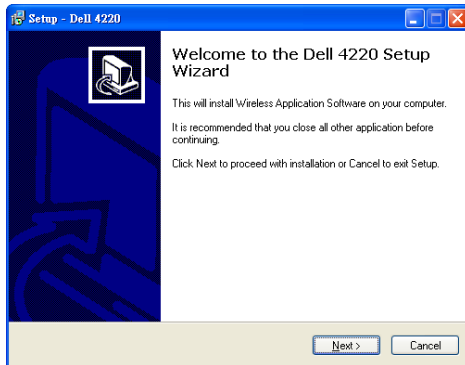 Setup - Dell 4220
Welcome to the Dell 4220 Setup
Wizard
This will install Wireless Application Software on your computer.
It is recommended that you close all other application before
continuing.
Click Next to proceed with installation or Cancel to exit Setup.
Next >
Cancel